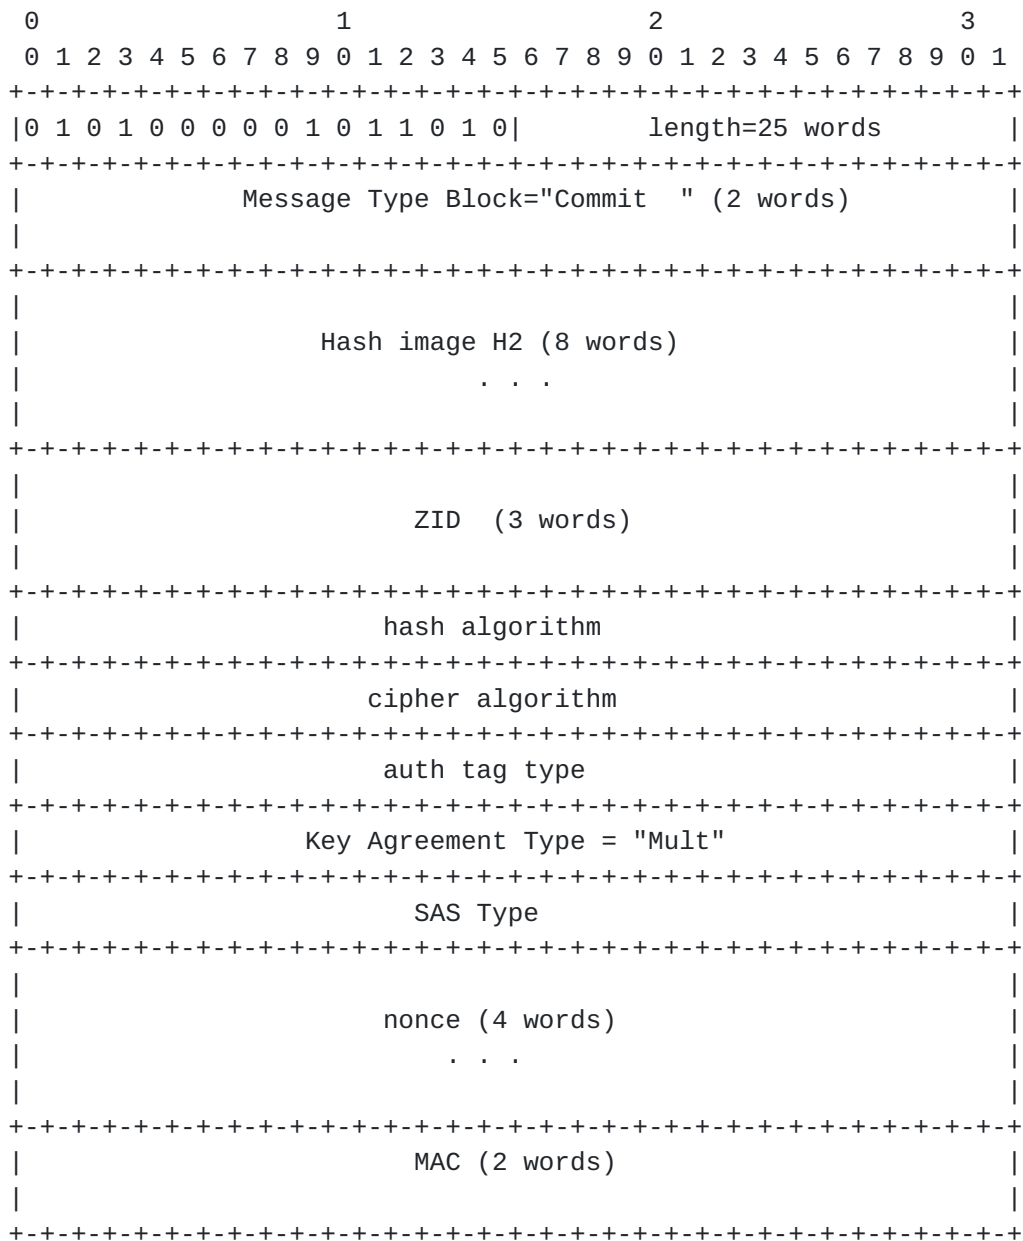 0                   1                   2                   3
 0 1 2 3 4 5 6 7 8 9 0 1 2 3 4 5 6 7 8 9 0 1 2 3 4 5 6 7 8 9 0 1
+-+-+-+-+-+-+-+-+-+-+-+-+-+-+-+-+-+-+-+-+-+-+-+-+-+-+-+-+-+-+-+-+
|0 1 0 1 0 0 0 0 0 1 0 1 1 0 1 0|        length=25 words        |
+-+-+-+-+-+-+-+-+-+-+-+-+-+-+-+-+-+-+-+-+-+-+-+-+-+-+-+-+-+-+-+-+
|              Message Type Block="Commit  " (2 words)          |
|                                                               |
+-+-+-+-+-+-+-+-+-+-+-+-+-+-+-+-+-+-+-+-+-+-+-+-+-+-+-+-+-+-+-+-+
|                                                               |
|                   Hash image H2 (8 words)                     |
|                             . . .                             |
|                                                               |
+-+-+-+-+-+-+-+-+-+-+-+-+-+-+-+-+-+-+-+-+-+-+-+-+-+-+-+-+-+-+-+-+
|                                                               |
|                         ZID  (3 words)                        |
|                                                               |
+-+-+-+-+-+-+-+-+-+-+-+-+-+-+-+-+-+-+-+-+-+-+-+-+-+-+-+-+-+-+-+-+
|                       hash algorithm                          |
+-+-+-+-+-+-+-+-+-+-+-+-+-+-+-+-+-+-+-+-+-+-+-+-+-+-+-+-+-+-+-+-+
|                      cipher algorithm                         |
+-+-+-+-+-+-+-+-+-+-+-+-+-+-+-+-+-+-+-+-+-+-+-+-+-+-+-+-+-+-+-+-+
|                       auth tag type                           |
+-+-+-+-+-+-+-+-+-+-+-+-+-+-+-+-+-+-+-+-+-+-+-+-+-+-+-+-+-+-+-+-+
|                  Key Agreement Type = "Mult"                  |
+-+-+-+-+-+-+-+-+-+-+-+-+-+-+-+-+-+-+-+-+-+-+-+-+-+-+-+-+-+-+-+-+
|                         SAS Type                              |
+-+-+-+-+-+-+-+-+-+-+-+-+-+-+-+-+-+-+-+-+-+-+-+-+-+-+-+-+-+-+-+-+
|                                                               |
|                       nonce (4 words)                         |
|                           . . .                               |
|                                                               |
+-+-+-+-+-+-+-+-+-+-+-+-+-+-+-+-+-+-+-+-+-+-+-+-+-+-+-+-+-+-+-+-+
|                         MAC (2 words)                         |
|                                                               |
+-+-+-+-+-+-+-+-+-+-+-+-+-+-+-+-+-+-+-+-+-+-+-+-+-+-+-+-+-+-+-+-+